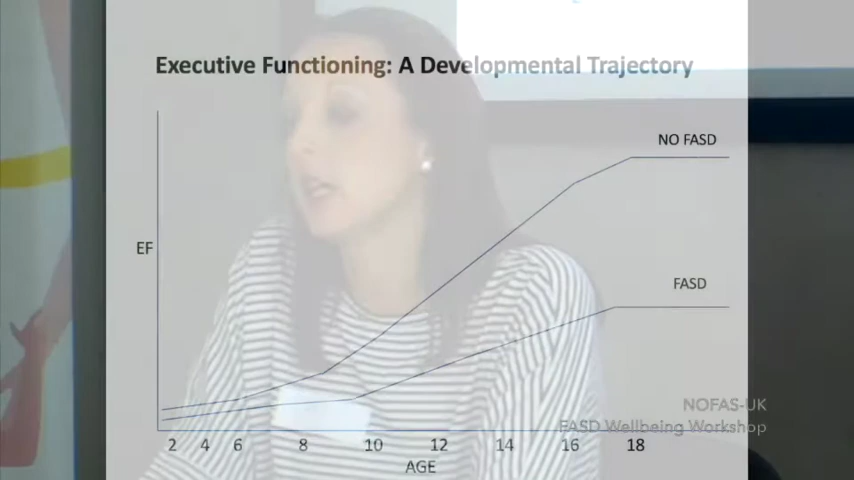 Executive Functioning: A Developmental Trajectory
NO FASD
EF
FASD
NOFAS-UK
FASD Wellbeing Workshop
2 4 6 8 10 12 14 16 18
AGE